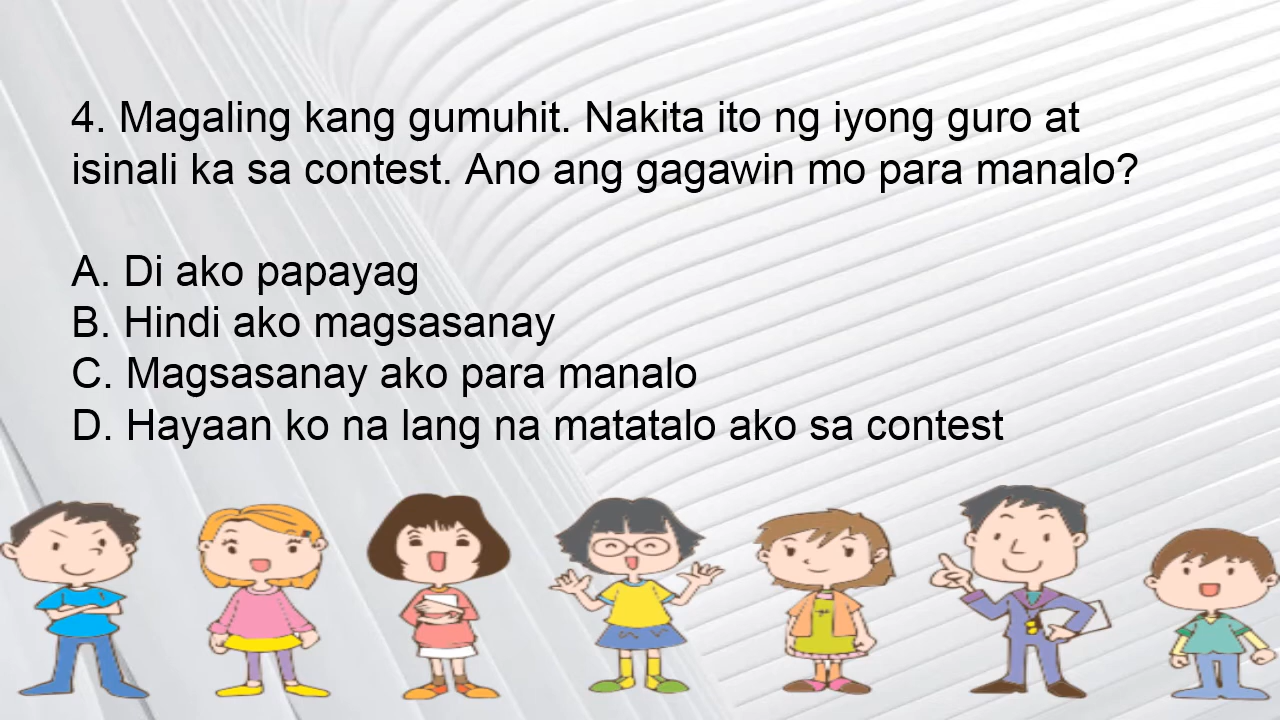 4. Magaling kang gumuhit. Nakita ito ng iyong guro at
isinali ka sa contest. Ano ang gagawin mo para manalo?
A. Di ako papayag
B. Hindi ako magsasanay
C. Magsasanay ako para manalo
D. Hayaan ko na lang na matatalo ako sa contest